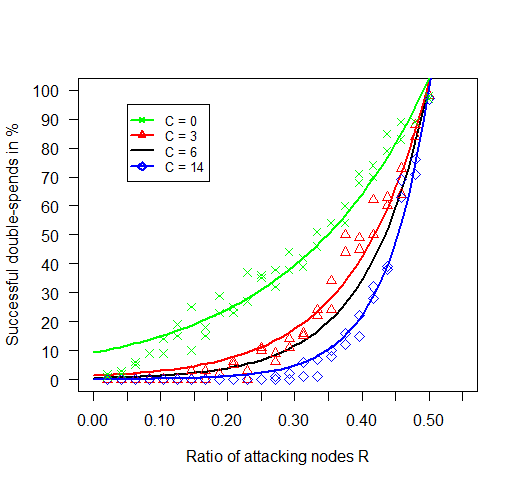 Successful double-spends in %
100
90
80
70
60
50
40
30
20
10
0
C = 0
C = 3
C = 6
C = 14
0.00 0.10 0.20 0.30 0.40 0.50
Ratio of attacking nodes R